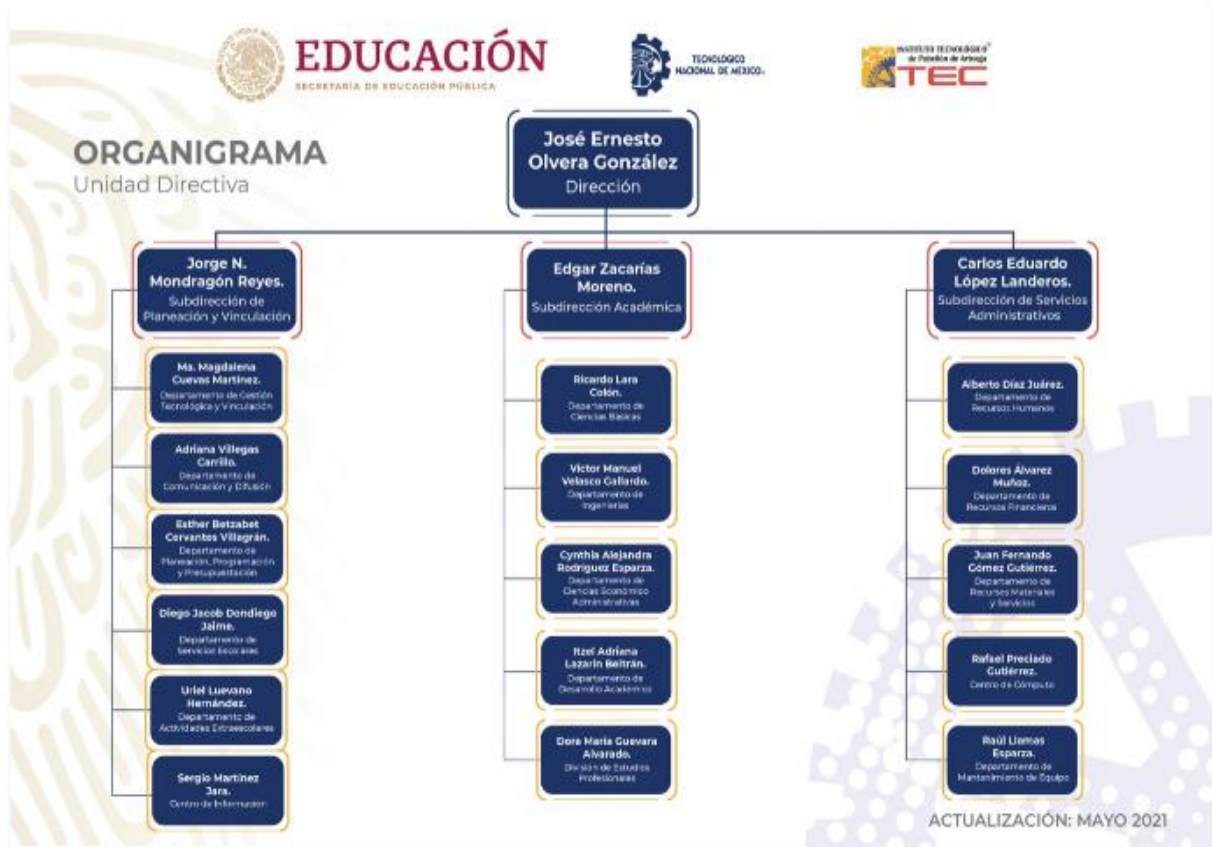 EDUCACIÓN
SECRETARÍA DE EDUCACIÓN PÚBLICA
TECNOLÓGICO
NACIONAL DE MÉXICO
INSTITUTO TECNOLÓGICO
de Pabellón de Arteaga
TEC
ORGANIGRAMA
Unidad Directiva
José Ernesto
Olvera González
Dirección
Jorge N.
Mondragón Reyes.
Subdirección de
Planeación y Vinculación
Ma. Magdalena
Cuevas Martínez.
Departamento de Gestión
Tecnológica y Vinculación
Adriana Villegas
Carrillo.
Departamento de
Comunicación y Difusión
Esther Betzabet
Cervantes Villagrán.
Departamento de
Planeación, Programación
y Presupuestación
Diego Jacob Dondiego
Jaime.
Departamento de
Servicios Escolares
Uriel Luevano
Hernández.
Departamento de
Actividades Extraescolares
Sergio Martínez
Jara.
Centro de Información
Edgar Zacarías
Moreno.
Subdirección Académica
Ricardo Lara
Colón.
Departamento de
Ciencias Básicas
Victor Manuel
Velasco Gallardo.
Departamento de
Ingenierías
Cynthia Alejandra
Rodriguez Esparza.
Departamento de
Ciencias Económico
Administrativas
Itzel Adriana
Lazarin Beltrán.
Departamento de
Desarrollo Académico
Dora María Guevara
Alvarado.
División de Estudios
Profesionales
Carlos Eduardo
López Landeros.
Subdirección de Servicios
Administrativos
Alberto Díaz Juárez.
Departamento de
Recursos Humanos
Dolores Álvarez
Muñoz.
Departamento de
Recursos Financieros
Juan Fernando
Gómez Gutiérrez.
Departamento de
Recursos Materiales
y Servicios
Rafael Preciado
Gutiérrez.
Centro de Cómputo
Raúl Llamas
Esparza.
Departamento de
Mantenimiento de Equipo
ACTUALIZACIÓN: MAYO 2021